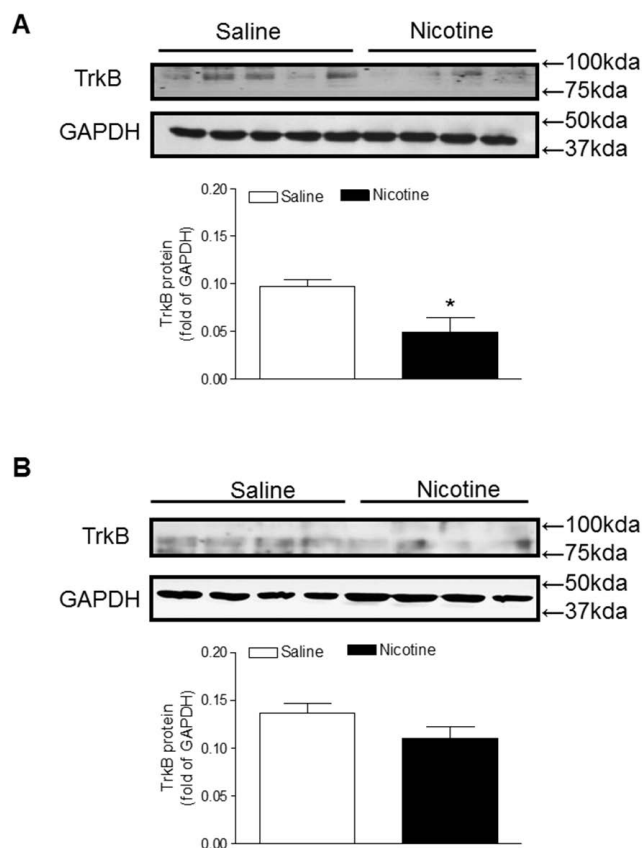 A
Saline Nicotine
TrkB
←100kda
←75kda
GAPDH
←50kda
←37kda
Saline Nicotine
TrkB protein
(fold of GAPDH)
0.20
0.15
0.10
0.05
0.00
*
B
Saline Nicotine
TrkB
←100kda
←75kda
GAPDH
←50kda
←37kda
Saline Nicotine
TrkB protein
(fold of GAPDH)
0.20
0.15
0.10
0.05
0.00